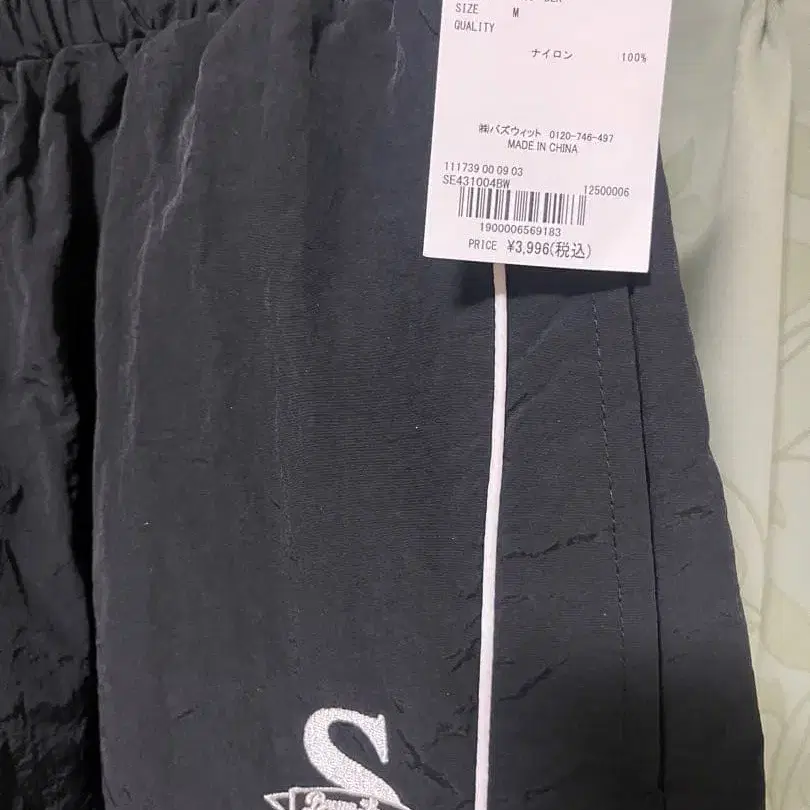 SIZE M
QUALITY
ナイロン 100%
㈱バズウィット 0120-746-497
MADE IN CHINA
111739 00 09 03
SE431004BW 12500006
1900006569183
PRICE ¥3,996(税込)
S